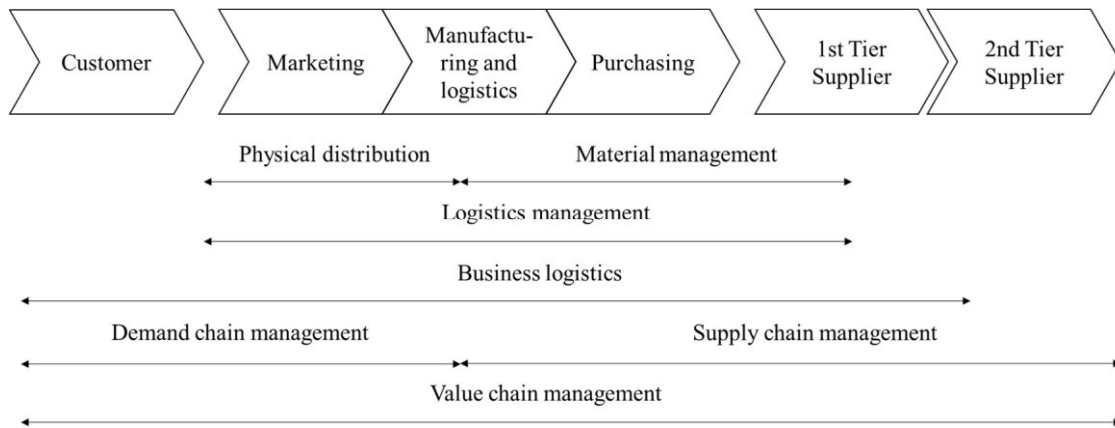 Customer
Marketing
Manufactu-
ring and
logistics
Purchasing
1st Tier
Supplier
2nd Tier
Supplier
Physical distribution
Material management
Logistics management
Business logistics
Demand chain management
Supply chain management
Value chain management